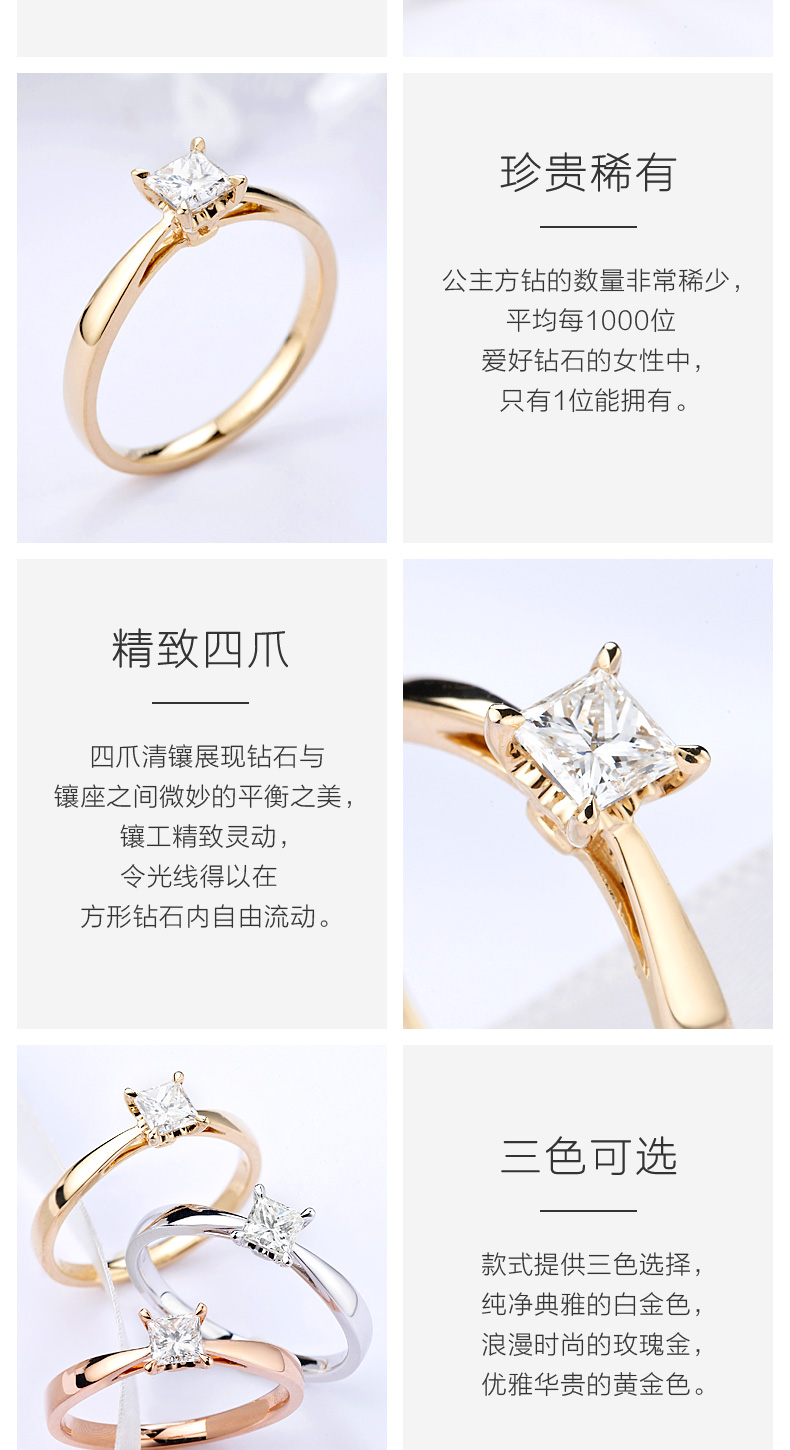 珍贵稀有
公主方钻的数量非常稀少，
平均每1000位
爱好钻石的女性中，
只有1位能拥有。
精致四爪
四爪清镶展现钻石与
镶座之间微妙的平衡之美，
镶工精致灵动，
令光线得以在
方形钻石内自由流动。
三色可选
款式提供三色选择，
纯净典雅的白金色，
浪漫时尚的玫瑰金，
优雅华贵的黄金色。